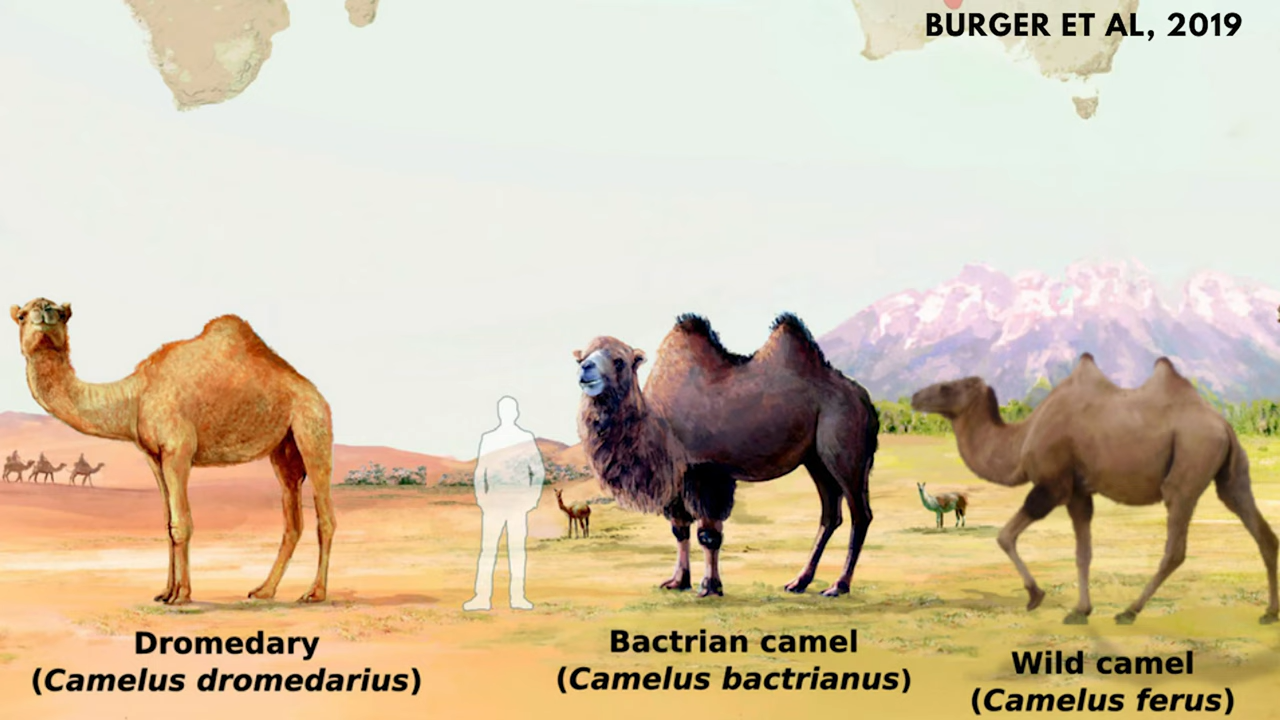 BURGER ET AL, 2019
Dromedary
(Camelus dromedarius)
Bactrian camel
(Camelus bactrianus)
Wild camel
(Camelus ferus)